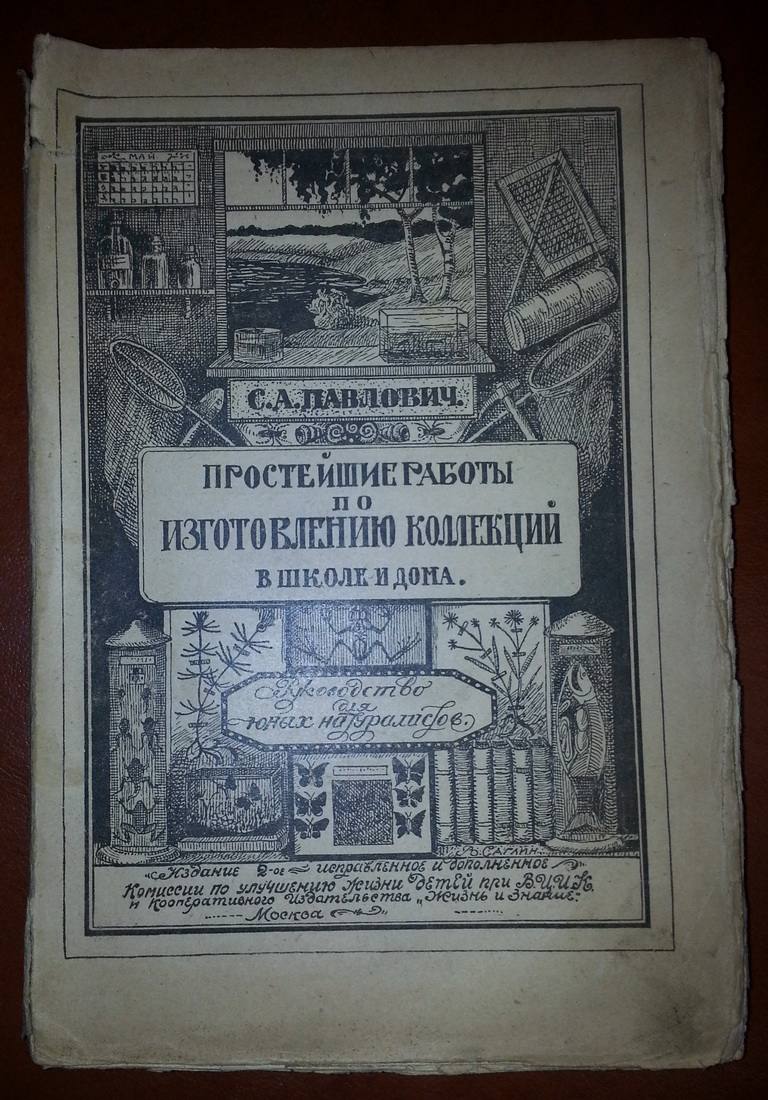 МАЙ
С. А. ПАВЛОВИЧ.
ПРОСТЕЙШИЕ РАБОТЫ
ПО
ИЗГОТОВЛЕНИЮ КОЛЛЕКЦИЙ
В ШКОЛЕ И ДОМА.
Руководство
для
юных натуралистов.
Издание 2-ое исправленное и дополненное
Комиссии по улучшению жизни детей при В.Ц.И.К.
и Кооперативного Издательства „Жизнь и Знание"
Москва